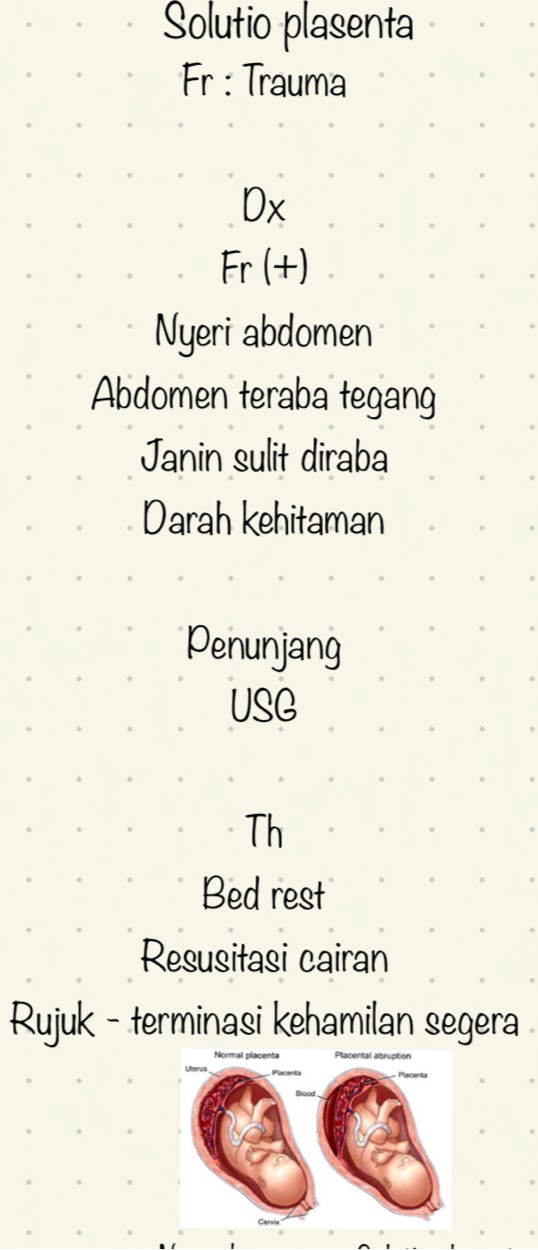 Solutio plasenta
Fr : Trauma
Dx
Fr (+)
Nyeri abdomen
Abdomen teraba tegang
Janin sulit diraba
Darah kehitaman
Penunjang
USG
Th
Bed rest
Resusitasi cairan
Rujuk - terminasi kehamilan segera
Normal placenta
Placental abruption
Uterus
Placenta
Placenta
Blood
Cervix